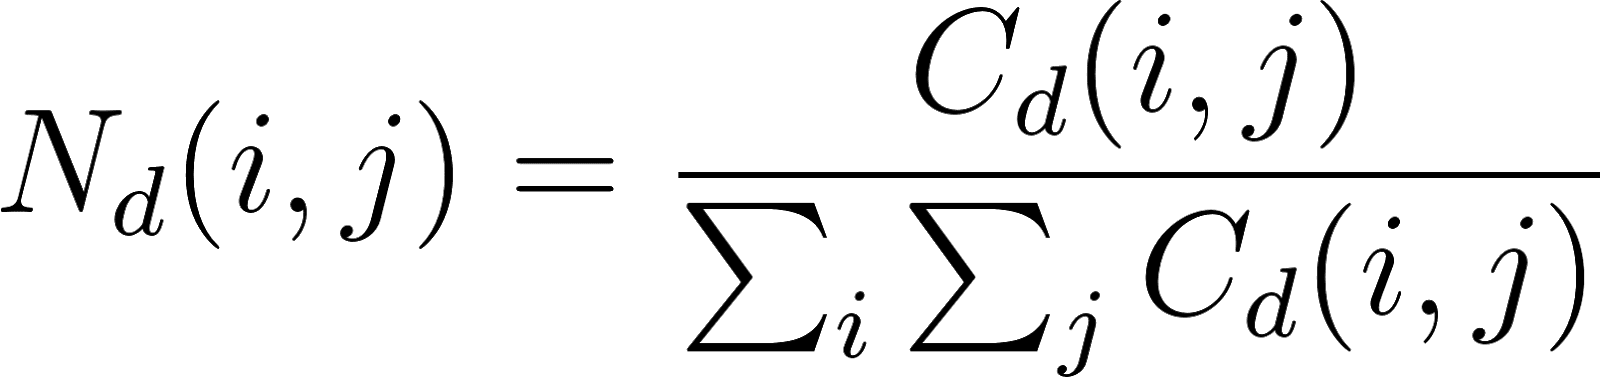 N_d(i, j) = \frac{C_d(i, j)}{\sum_i \sum_j C_d(i, j)}